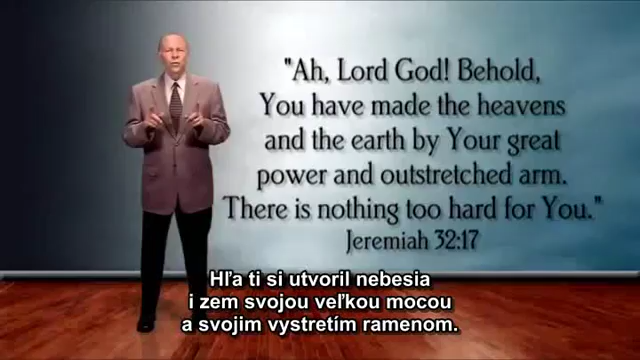 "Ah, Lord God! Behold,
You have made the heavens
and the earth by Your great
power and outstretched arm.
There is nothing too hard for You."
Jeremiah 32:17
Hľa ti si utvoril nebesia
i zem svojou veľkou mocou
a svojim vystretím ramenom.